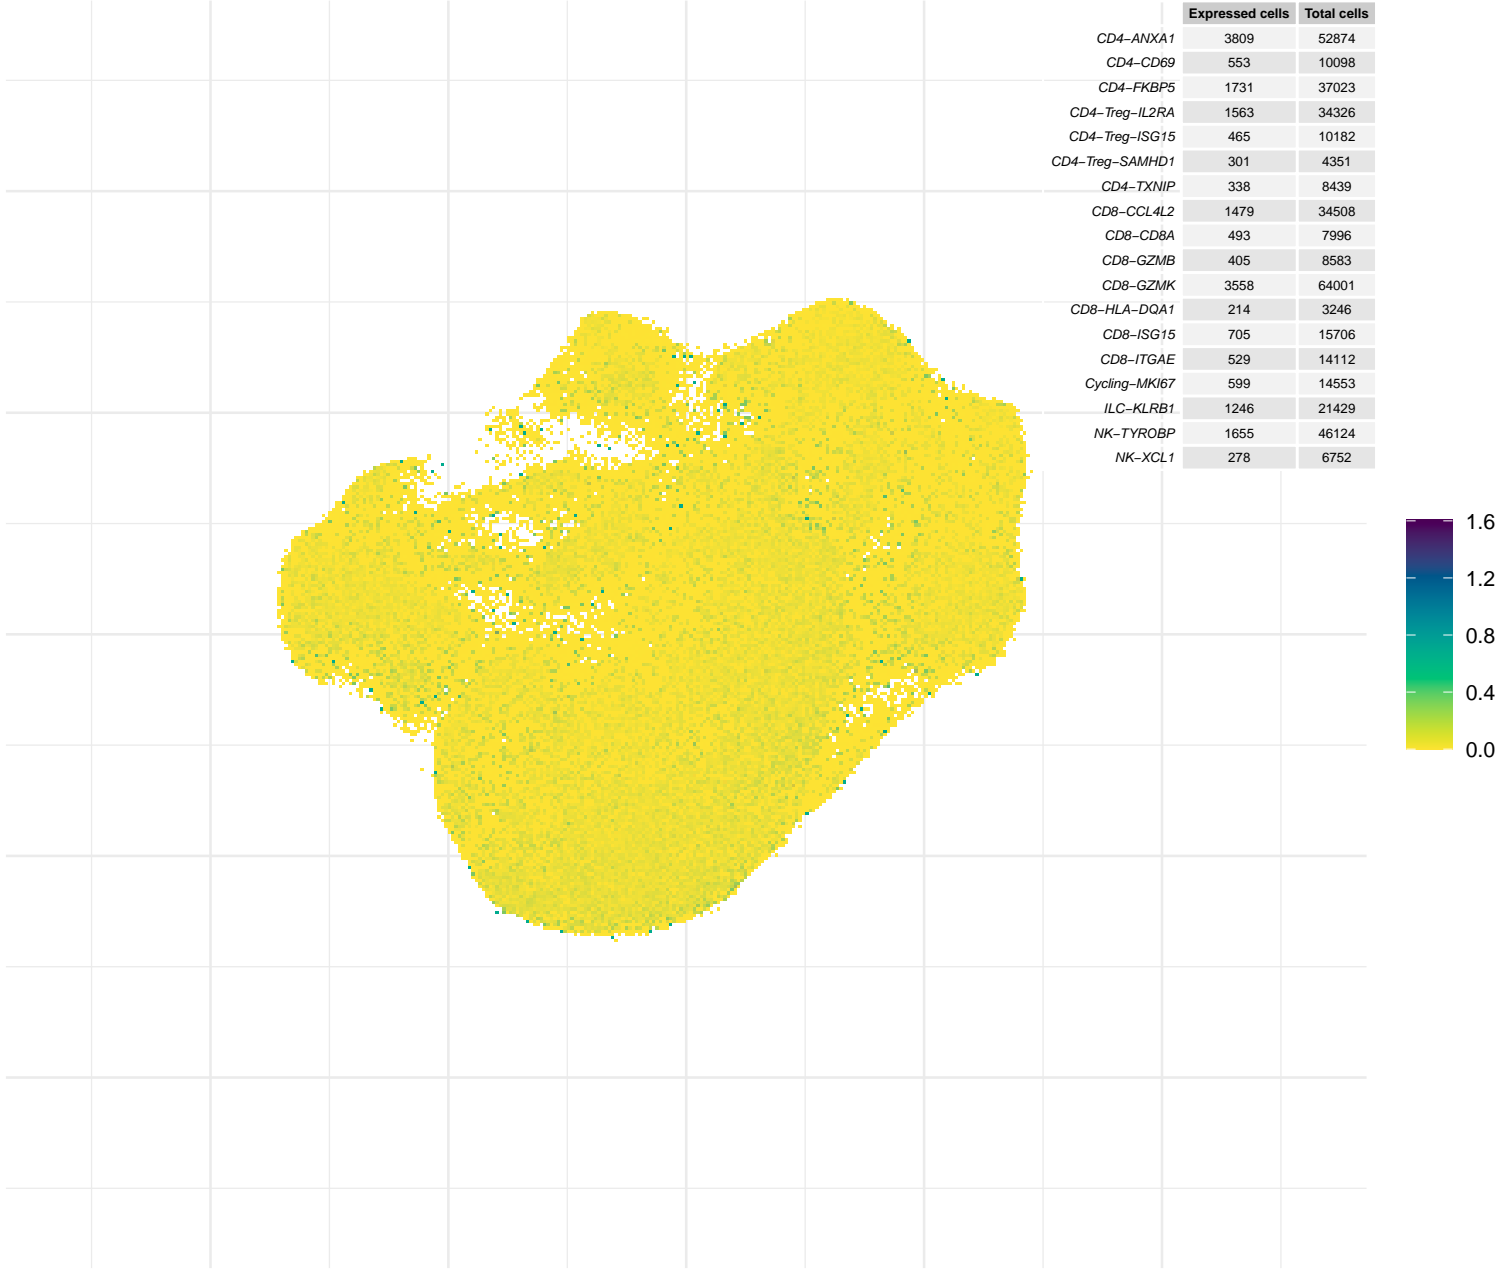 Expressed cells Total cells
CD4−ANXA1 3809 52874
CD4−CD69 553 10098
CD4−FKBP5 1731 37023
CD4−Treg−IL2RA 1563 34326
CD4−Treg−ISG15 465 10182
CD4−Treg−SAMHD1 301 4351
CD4−TXNIP 338 8439
CD8−CCL4L2 1479 34508
CD8−CD8A 493 7996
CD8−GZMB 405 8583
CD8−GZMK 3558 64001
CD8−HLA−DQA1 214 3246
CD8−ISG15 705 15706
CD8−ITGAE 529 14112
Cycling−MKI67 599 14553
ILC−KLRB1 1246 21429
NK−TYROBP 1655 46124
NK−XCL1 278 6752
1.6
1.2
0.8
0.4
0.0